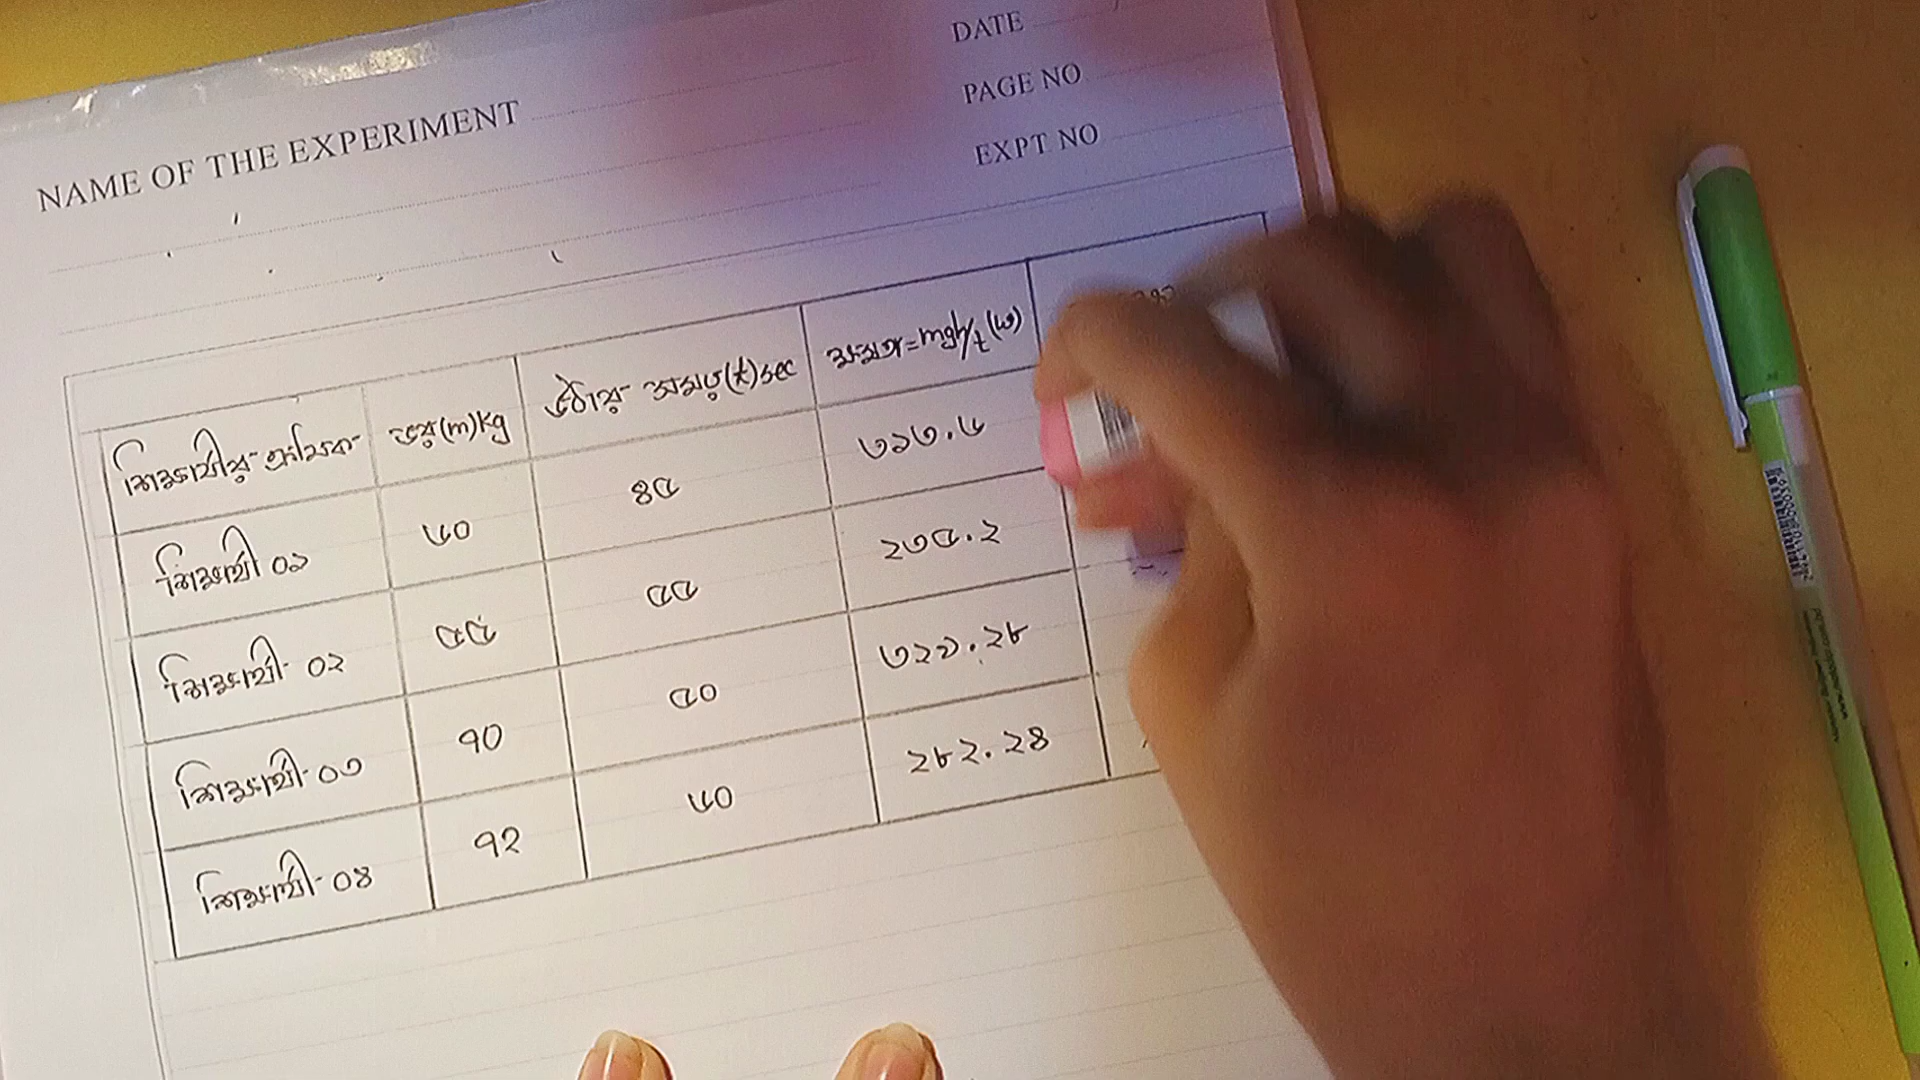 NAME OF THE EXPERIMENT
DATE
PAGE NO
EXPT NO
শিক্ষার্থীর ক্রমিক ভর(m)kg উঠার সময়(t)sec ক্ষমতা=mgh/t(w)
শিক্ষার্থী ০১ ৬০ ৪৫ ৩১৩.৬
শিক্ষার্থী- ০২ ৫৫ ৫৫ ২৩৫.২
শিক্ষার্থী- ০৩ ৭০ ৫০ ৩২৯.২৮
শিক্ষার্থী- ০৪ ৭২ ৬০ ২৮২.২৪